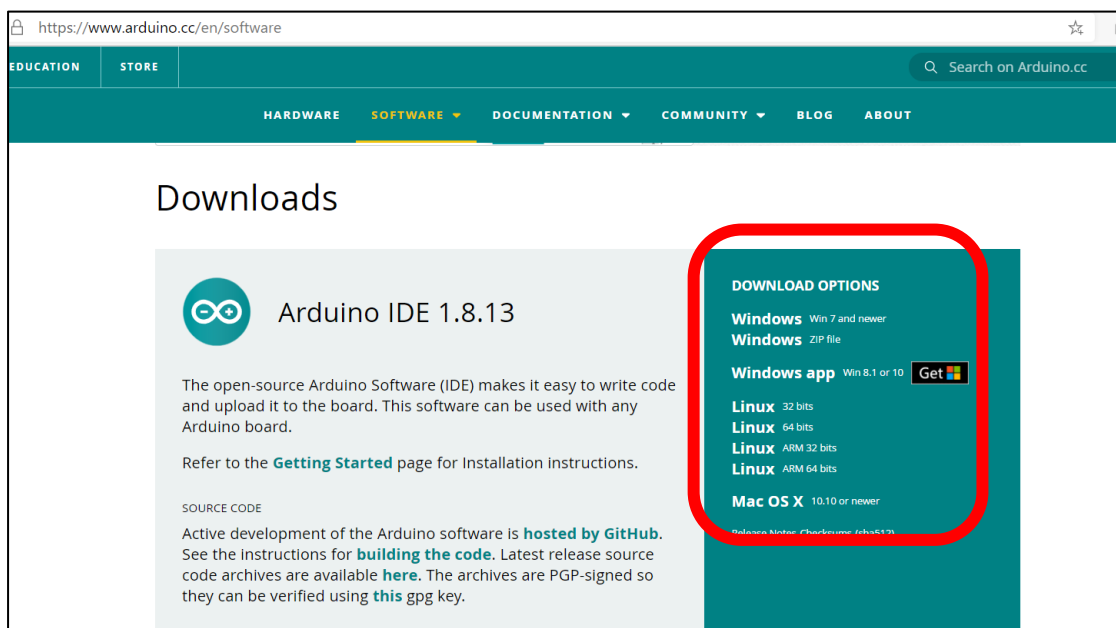 https://www.arduino.cc/en/software
EDUCATION STORE Search on Arduino.cc
HARDWARE SOFTWARE DOCUMENTATION COMMUNITY BLOG ABOUT
Downloads
Arduino IDE 1.8.13
The open-source Arduino Software (IDE) makes it easy to write code
and upload it to the board. This software can be used with any
Arduino board.
Refer to the Getting Started page for Installation instructions.
SOURCE CODE
Active development of the Arduino software is hosted by GitHub.
See the instructions for building the code. Latest release source
code archives are available here. The archives are PGP-signed so
they can be verified using this gpg key.
DOWNLOAD OPTIONS
Windows Win 7 and newer
Windows ZIP file
Windows app Win 8.1 or 10 Get
Linux 32 bits
Linux 64 bits
Linux ARM 32 bits
Linux ARM 64 bits
Mac OS X 10.10 or newer
Release Notes Checksums (sha512)